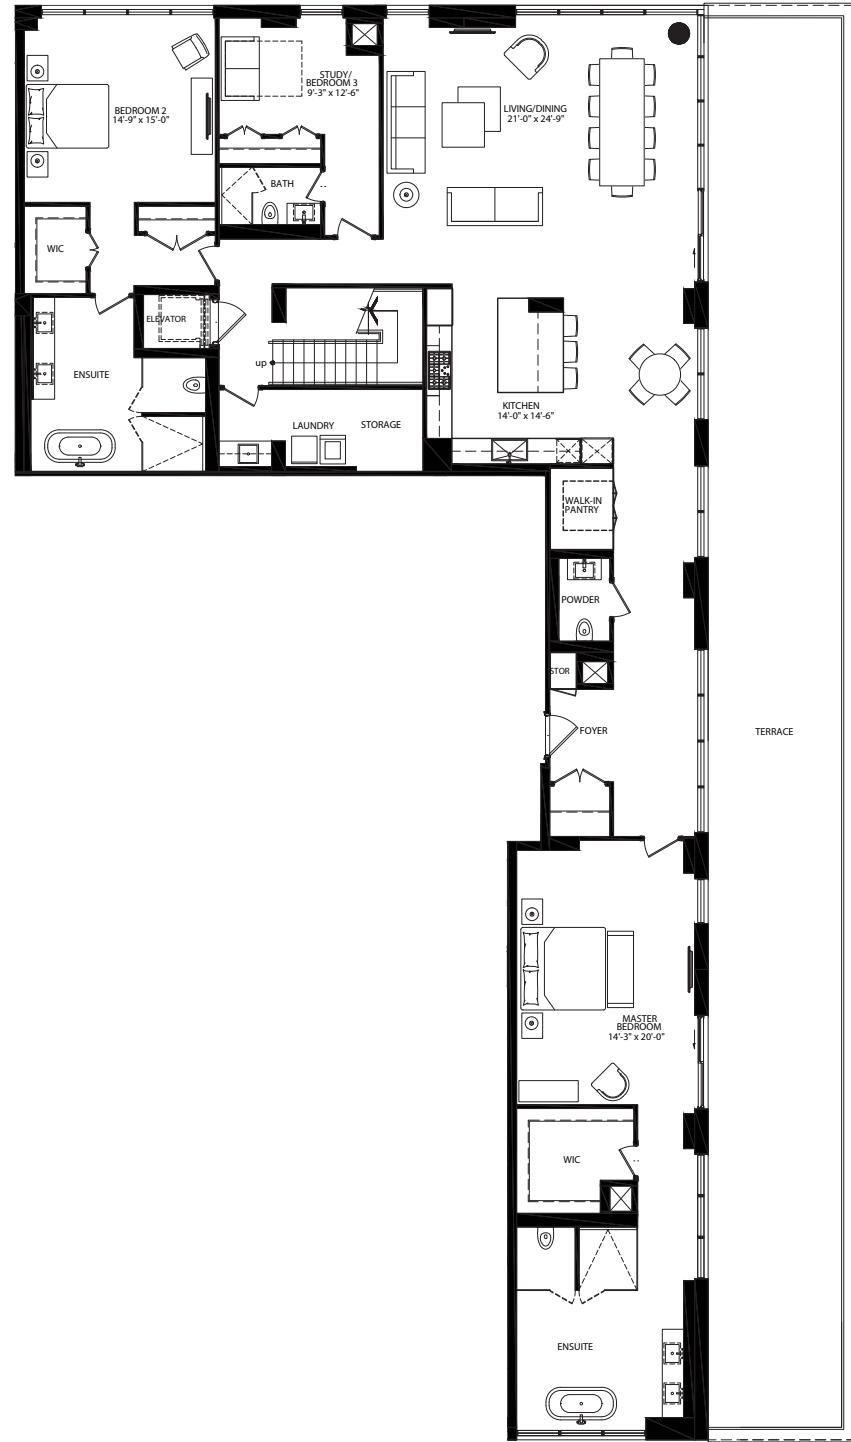 BEDROOM 2
14'-9" x 15'-0"
STUDY/
BEDROOM 3
9'-3" x 12'-6"
LIVING/DINING
21'-0" x 24'-9"
BATH
WIC
ELEVATOR
up
ENSUITE
LAUNDRY
STORAGE
KITCHEN
14'-0" x 14'-6"
WALK-IN
PANTRY
POWDER
STOR
FOYER
TERRACE
MASTER
BEDROOM
14'-3" x 20'-0"
WIC
ENSUITE